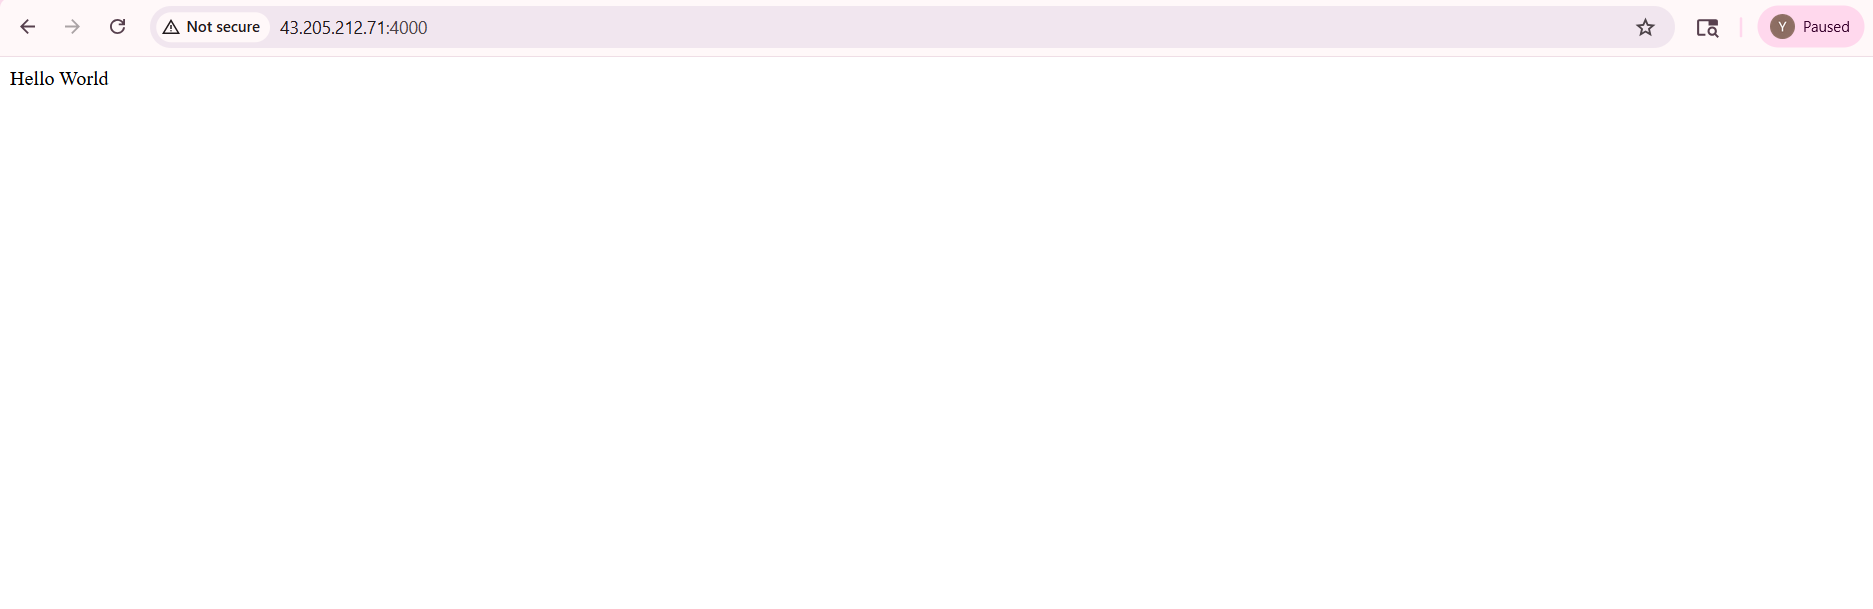 Not secure 43.205.212.71:4000 Y Paused
Hello World